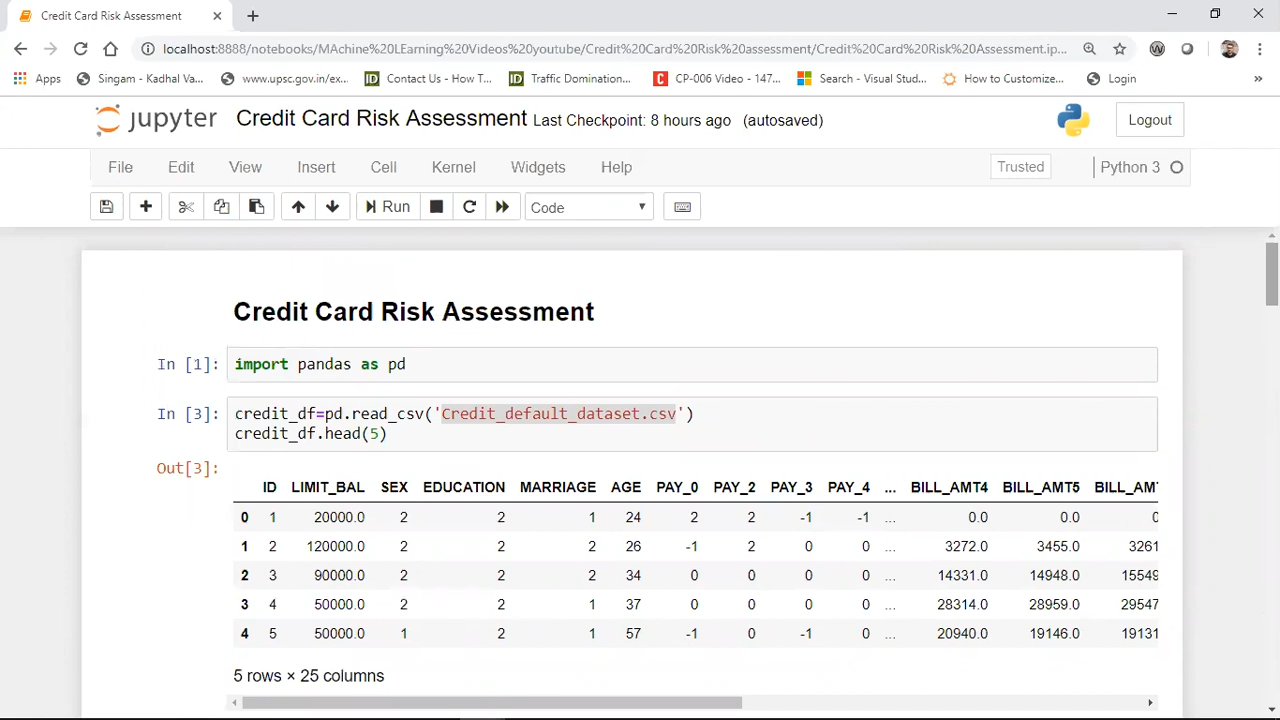 Credit Card Risk Assessment
localhost:8888/notebooks/MAchine%20LEarning%20Videos%20youtube/Credit%20Card%20Risk%20assessment/Credit%20Card%20Risk%20Assessment.ip...
Apps Singam - Kadhal Va... www.upsc.gov.in/ex... ID Contact Us - How T... ID Traffic Domination... C CP-006 Video - 147... Search - Visual Stud... How to Customize... Login »
jupyter Credit Card Risk Assessment Last Checkpoint: 8 hours ago (autosaved) Logout
File Edit View Insert Cell Kernel Widgets Help Trusted Python 3
Run Code
Credit Card Risk Assessment
In [1]: import pandas as pd
In [3]: credit_df=pd.read_csv('Credit_default_dataset.csv')
credit_df.head(5)
Out[3]:
ID LIMIT_BAL SEX EDUCATION MARRIAGE AGE PAY_0 PAY_2 PAY_3 PAY_4 ... BILL_AMT4 BILL_AMT5 BILL_AMT
0 1 20000.0 2 2 1 24 2 2 -1 -1 ... 0.0 0.0 0
1 2 120000.0 2 2 2 26 -1 2 0 0 ... 3272.0 3455.0 3261
2 3 90000.0 2 2 2 34 0 0 0 0 ... 14331.0 14948.0 15549
3 4 50000.0 2 2 1 37 0 0 0 0 ... 28314.0 28959.0 29547
4 5 50000.0 1 2 1 57 -1 0 -1 0 ... 20940.0 19146.0 19131
5 rows × 25 columns